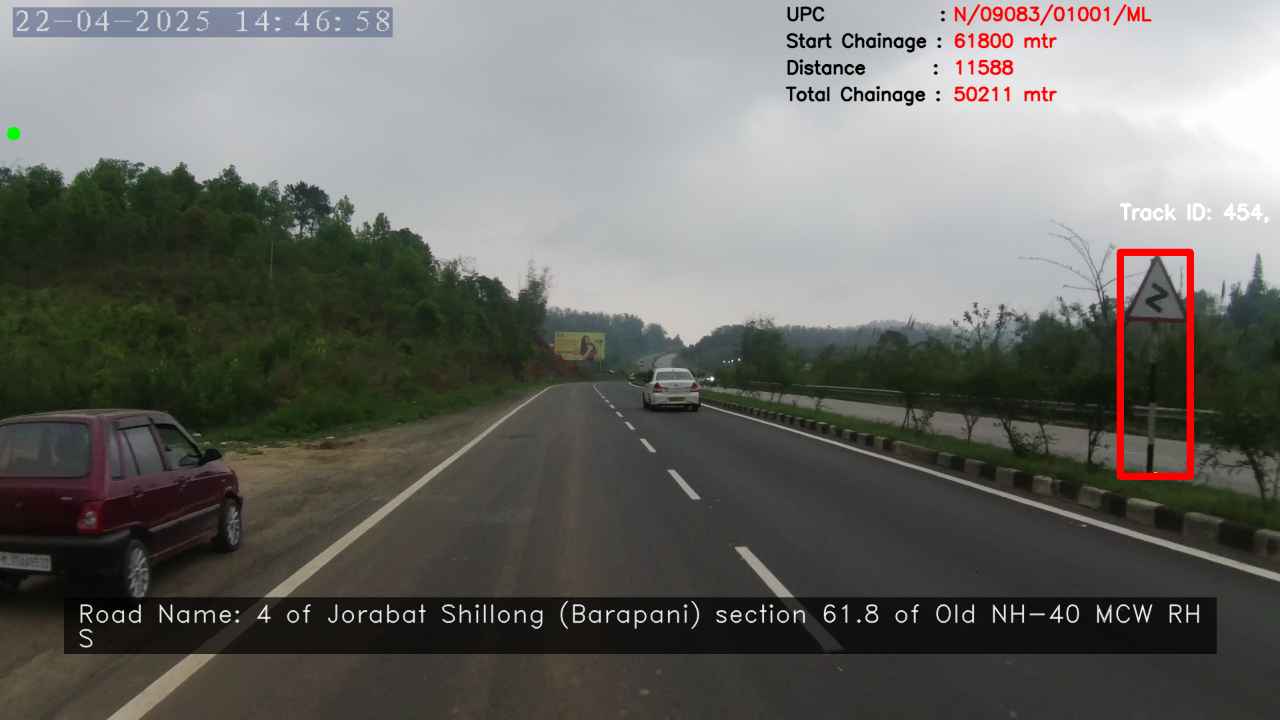 22-04-2025 14:46:58
UPC : N/09083/01001/ML
Start Chainage : 61800 mtr
Distance : 11588
Total Chainage : 50211 mtr
Track ID: 454,
Road Name: 4 of Jorabat Shillong (Barapani) section 61.8 of Old NH-40 MCW RH
S